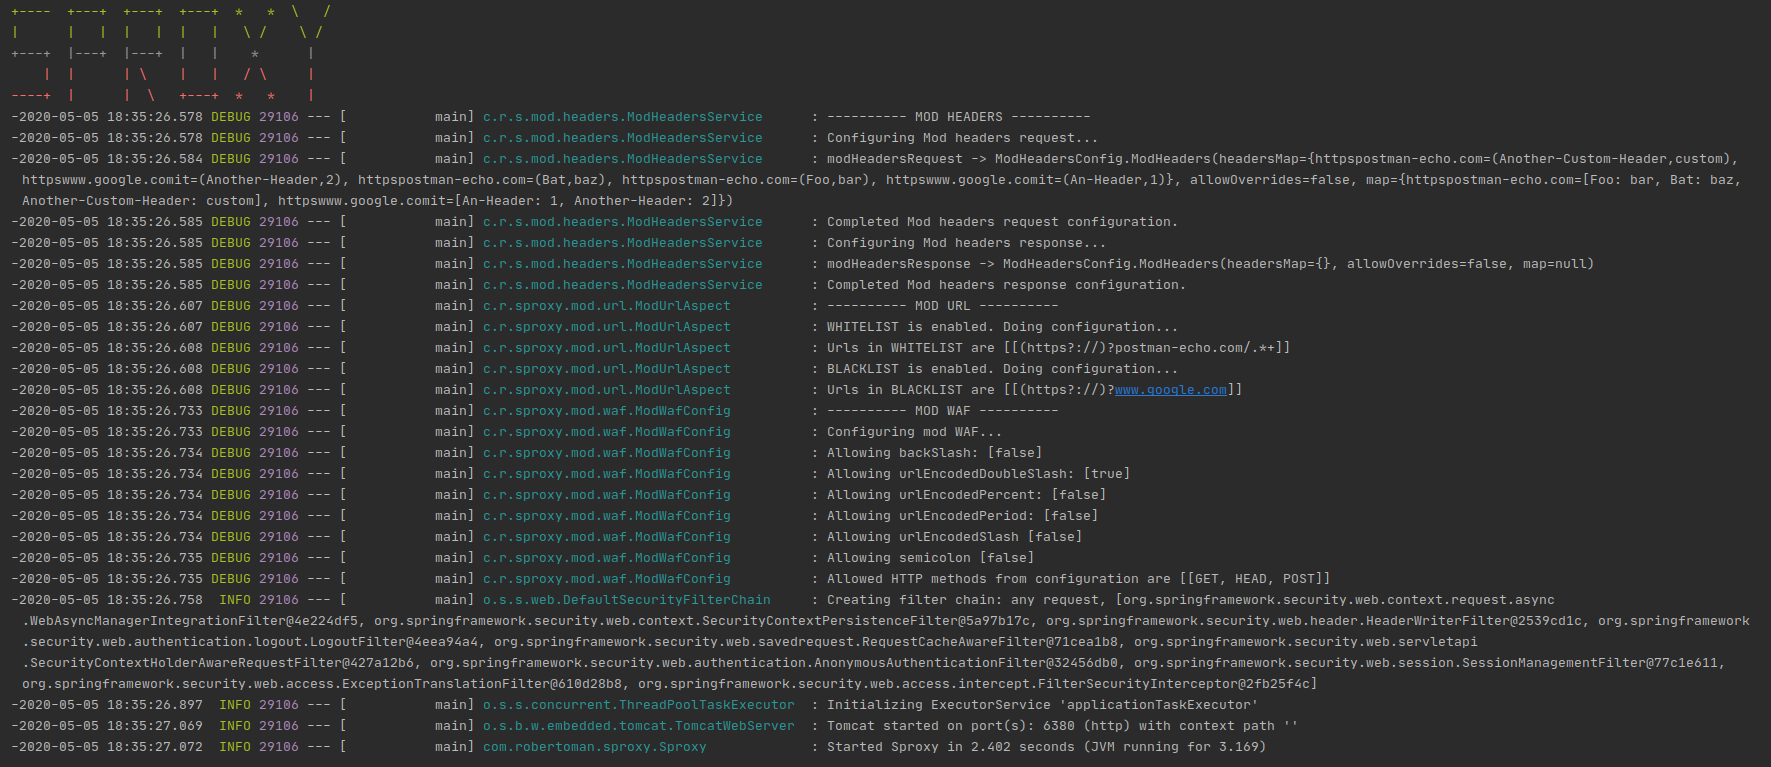 +----  +---+  +---+  +---+  *   *  \   /
|      |   |  |   |  |   |   \ /    \ /
+---+  |---+  |---+  |   |    *      |
    |  |      | \    |   |   / \     |
----+  |      |  \   +---+  *   *    |
-2020-05-05 18:35:26.578 DEBUG 29106 --- [           main] c.r.s.mod.headers.ModHeadersService      : ---------- MOD HEADERS ----------
-2020-05-05 18:35:26.578 DEBUG 29106 --- [           main] c.r.s.mod.headers.ModHeadersService      : Configuring Mod headers request...
-2020-05-05 18:35:26.584 DEBUG 29106 --- [           main] c.r.s.mod.headers.ModHeadersService      : modHeadersRequest -> ModHeadersConfig.ModHeaders(headersMap={httpspostman-echo.com=(Another-Custom-Header,custom),
httpswww.google.comit=(Another-Header,2), httpspostman-echo.com=(Bat,baz), httpspostman-echo.com=(Foo,bar), httpswww.google.comit=(An-Header,1)}, allowOverrides=false, map={httpspostman-echo.com=[Foo: bar, Bat: baz,
Another-Custom-Header: custom], httpswww.google.comit=[An-Header: 1, Another-Header: 2]})
-2020-05-05 18:35:26.585 DEBUG 29106 --- [           main] c.r.s.mod.headers.ModHeadersService      : Completed Mod headers request configuration.
-2020-05-05 18:35:26.585 DEBUG 29106 --- [           main] c.r.s.mod.headers.ModHeadersService      : Configuring Mod headers response...
-2020-05-05 18:35:26.585 DEBUG 29106 --- [           main] c.r.s.mod.headers.ModHeadersService      : modHeadersResponse -> ModHeadersConfig.ModHeaders(headersMap={}, allowOverrides=false, map=null)
-2020-05-05 18:35:26.585 DEBUG 29106 --- [           main] c.r.s.mod.headers.ModHeadersService      : Completed Mod headers response configuration.
-2020-05-05 18:35:26.607 DEBUG 29106 --- [           main] c.r.sproxy.mod.url.ModUrlAspect          : ---------- MOD URL ----------
-2020-05-05 18:35:26.607 DEBUG 29106 --- [           main] c.r.sproxy.mod.url.ModUrlAspect          : WHITELIST is enabled. Doing configuration...
-2020-05-05 18:35:26.608 DEBUG 29106 --- [           main] c.r.sproxy.mod.url.ModUrlAspect          : Urls in WHITELIST are [[(https?://)?postman-echo.com/.*+]]
-2020-05-05 18:35:26.608 DEBUG 29106 --- [           main] c.r.sproxy.mod.url.ModUrlAspect          : BLACKLIST is enabled. Doing configuration...
-2020-05-05 18:35:26.608 DEBUG 29106 --- [           main] c.r.sproxy.mod.url.ModUrlAspect          : Urls in BLACKLIST are [[(https?://)?www.google.com]]
-2020-05-05 18:35:26.733 DEBUG 29106 --- [           main] c.r.sproxy.mod.waf.ModWafConfig          : ---------- MOD WAF ----------
-2020-05-05 18:35:26.733 DEBUG 29106 --- [           main] c.r.sproxy.mod.waf.ModWafConfig          : Configuring mod WAF...
-2020-05-05 18:35:26.734 DEBUG 29106 --- [           main] c.r.sproxy.mod.waf.ModWafConfig          : Allowing backSlash: [false]
-2020-05-05 18:35:26.734 DEBUG 29106 --- [           main] c.r.sproxy.mod.waf.ModWafConfig          : Allowing urlEncodedDoubleSlash: [true]
-2020-05-05 18:35:26.734 DEBUG 29106 --- [           main] c.r.sproxy.mod.waf.ModWafConfig          : Allowing urlEncodedPercent: [false]
-2020-05-05 18:35:26.734 DEBUG 29106 --- [           main] c.r.sproxy.mod.waf.ModWafConfig          : Allowing urlEncodedPeriod: [false]
-2020-05-05 18:35:26.734 DEBUG 29106 --- [           main] c.r.sproxy.mod.waf.ModWafConfig          : Allowing urlEncodedSlash [false]
-2020-05-05 18:35:26.735 DEBUG 29106 --- [           main] c.r.sproxy.mod.waf.ModWafConfig          : Allowing semicolon [false]
-2020-05-05 18:35:26.735 DEBUG 29106 --- [           main] c.r.sproxy.mod.waf.ModWafConfig          : Allowed HTTP methods from configuration are [[GET, HEAD, POST]]
-2020-05-05 18:35:26.758  INFO 29106 --- [           main] o.s.s.web.DefaultSecurityFilterChain     : Creating filter chain: any request, [org.springframework.security.web.context.request.async
.WebAsyncManagerIntegrationFilter@4e224df5, org.springframework.security.web.context.SecurityContextPersistenceFilter@5a97b17c, org.springframework.security.web.header.HeaderWriterFilter@2539cd1c, org.springframework
.security.web.authentication.logout.LogoutFilter@4eea94a4, org.springframework.security.web.savedrequest.RequestCacheAwareFilter@71cea1b8, org.springframework.security.web.servletapi
.SecurityContextHolderAwareRequestFilter@427a12b6, org.springframework.security.web.authentication.AnonymousAuthenticationFilter@32456db0, org.springframework.security.web.session.SessionManagementFilter@77c1e611,
org.springframework.security.web.access.ExceptionTranslationFilter@610d28b8, org.springframework.security.web.access.intercept.FilterSecurityInterceptor@2fb25f4c]
-2020-05-05 18:35:26.897  INFO 29106 --- [           main] o.s.s.concurrent.ThreadPoolTaskExecutor  : Initializing ExecutorService 'applicationTaskExecutor'
-2020-05-05 18:35:27.069  INFO 29106 --- [           main] o.s.b.w.embedded.tomcat.TomcatWebServer  : Tomcat started on port(s): 6380 (http) with context path ''
-2020-05-05 18:35:27.072  INFO 29106 --- [           main] com.robertoman.sproxy.Sproxy             : Started Sproxy in 2.402 seconds (JVM running for 3.169)